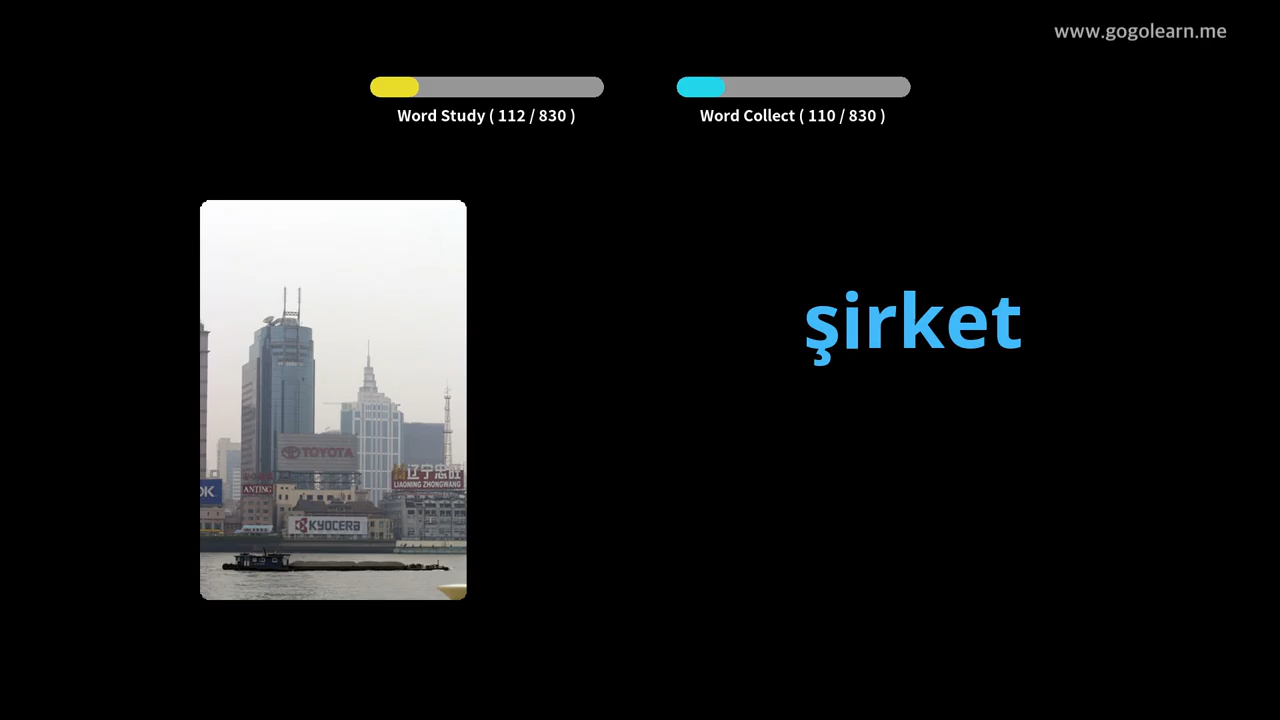 www.gogolearn.me
Word Study ( 112 / 830 )
Word Collect ( 110 / 830 )
şirket
TOYOTA
辽宁忠旺
LIAONING ZHONGWANG
OK
ANTING
KYOCERA